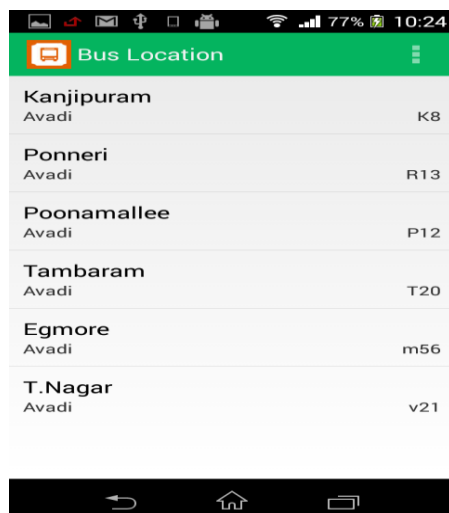 77% 10:24
Bus Location
Kanjipuram
Avadi K8
Ponneri
Avadi R13
Poonamallee
Avadi P12
Tambaram
Avadi T20
Egmore
Avadi m56
T.Nagar
Avadi v21